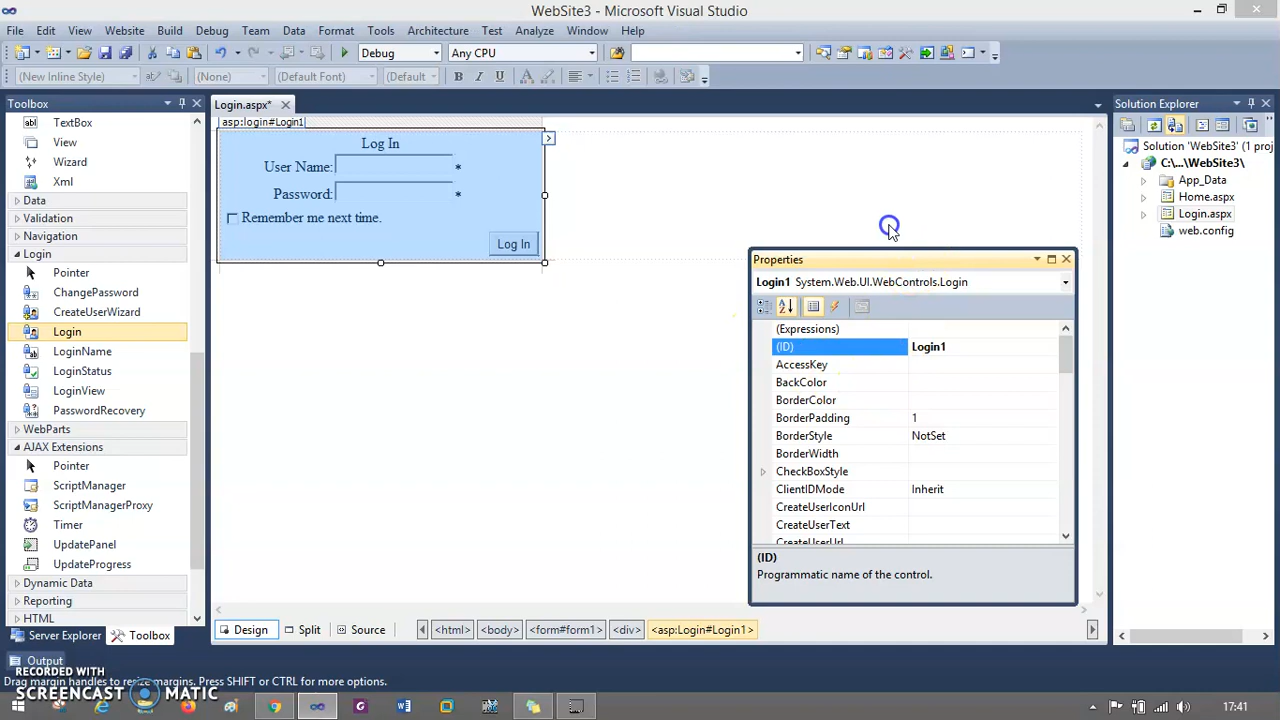 WebSite3 - Microsoft Visual Studio
File Edit View Website Build Debug Team Data Format Tools Architecture Test Analyze Window Help
Debug Any CPU
(New Inline Style) (None) (Default Font) (Default B I U A
Toolbox
TextBox
View
Wizard
Xml
Data
Validation
Navigation
Login
Pointer
ChangePassword
CreateUserWizard
Login
LoginName
LoginStatus
LoginView
PasswordRecovery
WebParts
AJAX Extensions
Pointer
ScriptManager
ScriptManagerProxy
Timer
UpdatePanel
UpdateProgress
Dynamic Data
Reporting
HTML
Server Explorer Toolbox
Login.aspx*
asp:login#Login1
Log In
User Name: *
Password: *
Remember me next time.
Log In
Properties
Login1 System.Web.UI.WebControls.Login
(Expressions)
(ID) Login1
AccessKey
BackColor
BorderColor
BorderPadding 1
BorderStyle NotSet
BorderWidth
CheckBoxStyle
ClientIDMode Inherit
CreateUserIconUrl
CreateUserText
CreateUserUrl
(ID)
Programmatic name of the control.
Design Split Source <html> <body> <form#form1> <div> <asp:Login#Login1>
Solution Explorer
Solution 'WebSite3' (1 proj
C:\...\WebSite3\
App_Data
Home.aspx
Login.aspx
web.config
Output
Drag margin handles to resize margins. Press SHIFT or CTRL for more options.
RECORDED WITH
SCREENCAST MATIC
17:41